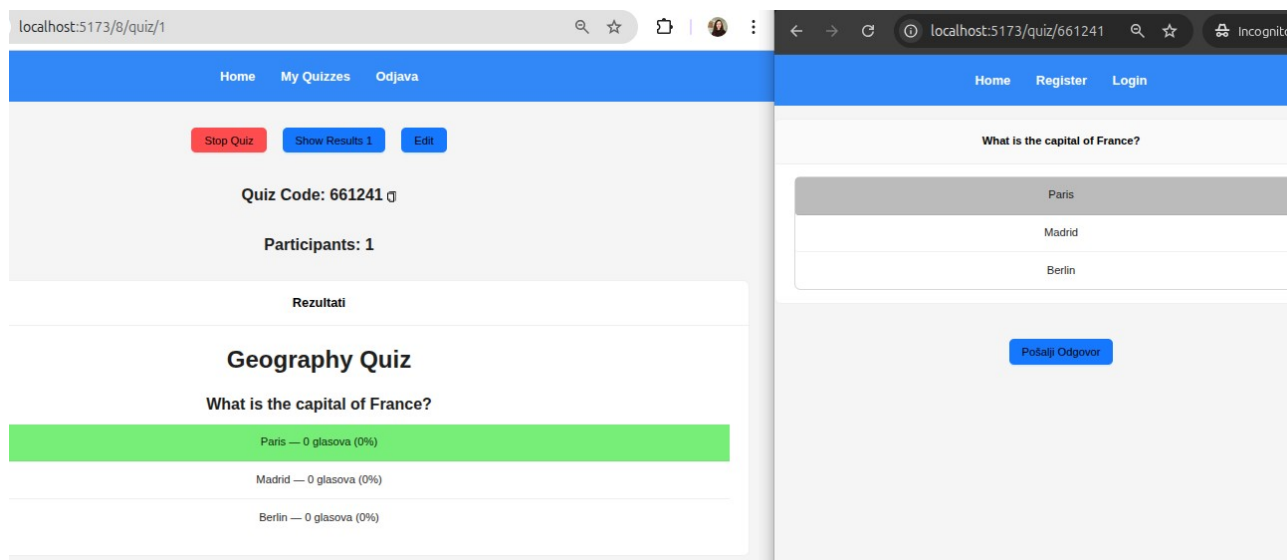 localhost:5173/8/quiz/1
Home My Quizzes Odjava
Stop Quiz Show Results 1 Edit
Quiz Code: 661241
Participants: 1
Rezultati
Geography Quiz
What is the capital of France?
Paris — 0 glasova (0%)
Madrid — 0 glasova (0%)
Berlin — 0 glasova (0%)
localhost:5173/quiz/661241 Incognito
Home Register Login
What is the capital of France?
Paris
Madrid
Berlin
Pošalji Odgovor